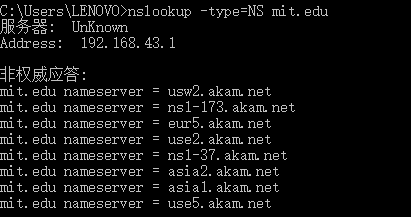 C:\Users\LENOVO>nslookup -type=NS mit.edu
服务器:  UnKnown
Address:  192.168.43.1
非权威应答:
mit.edu nameserver = usw2.akam.net
mit.edu nameserver = ns1-173.akam.net
mit.edu nameserver = eur5.akam.net
mit.edu nameserver = use2.akam.net
mit.edu nameserver = ns1-37.akam.net
mit.edu nameserver = asia2.akam.net
mit.edu nameserver = asia1.akam.net
mit.edu nameserver = use5.akam.net